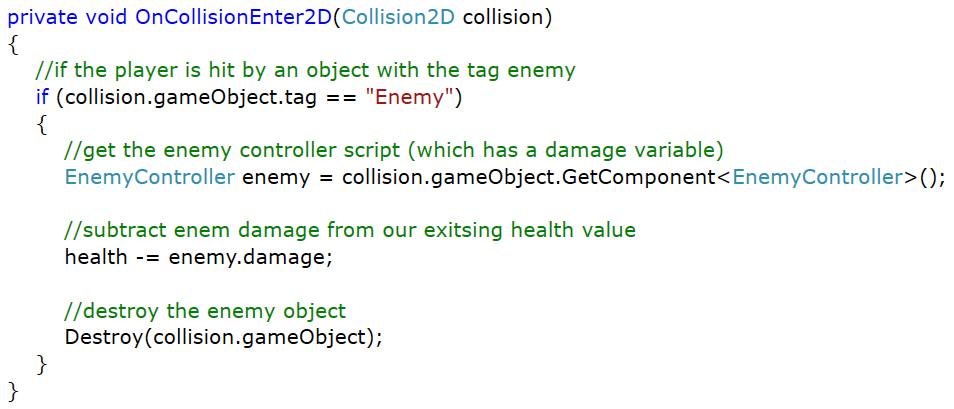 private void OnCollisionEnter2D(Collision2D collision)
{
//if the player is hit by an object with the tag enemy
if (collision.gameObject.tag == "Enemy")
{
//get the enemy controller script (which has a damage variable)
EnemyController enemy = collision.gameObject.GetComponent<EnemyController>();
//subtract enem damage from our exitsing health value
health -= enemy.damage;
//destroy the enemy object
Destroy(collision.gameObject);
}
}